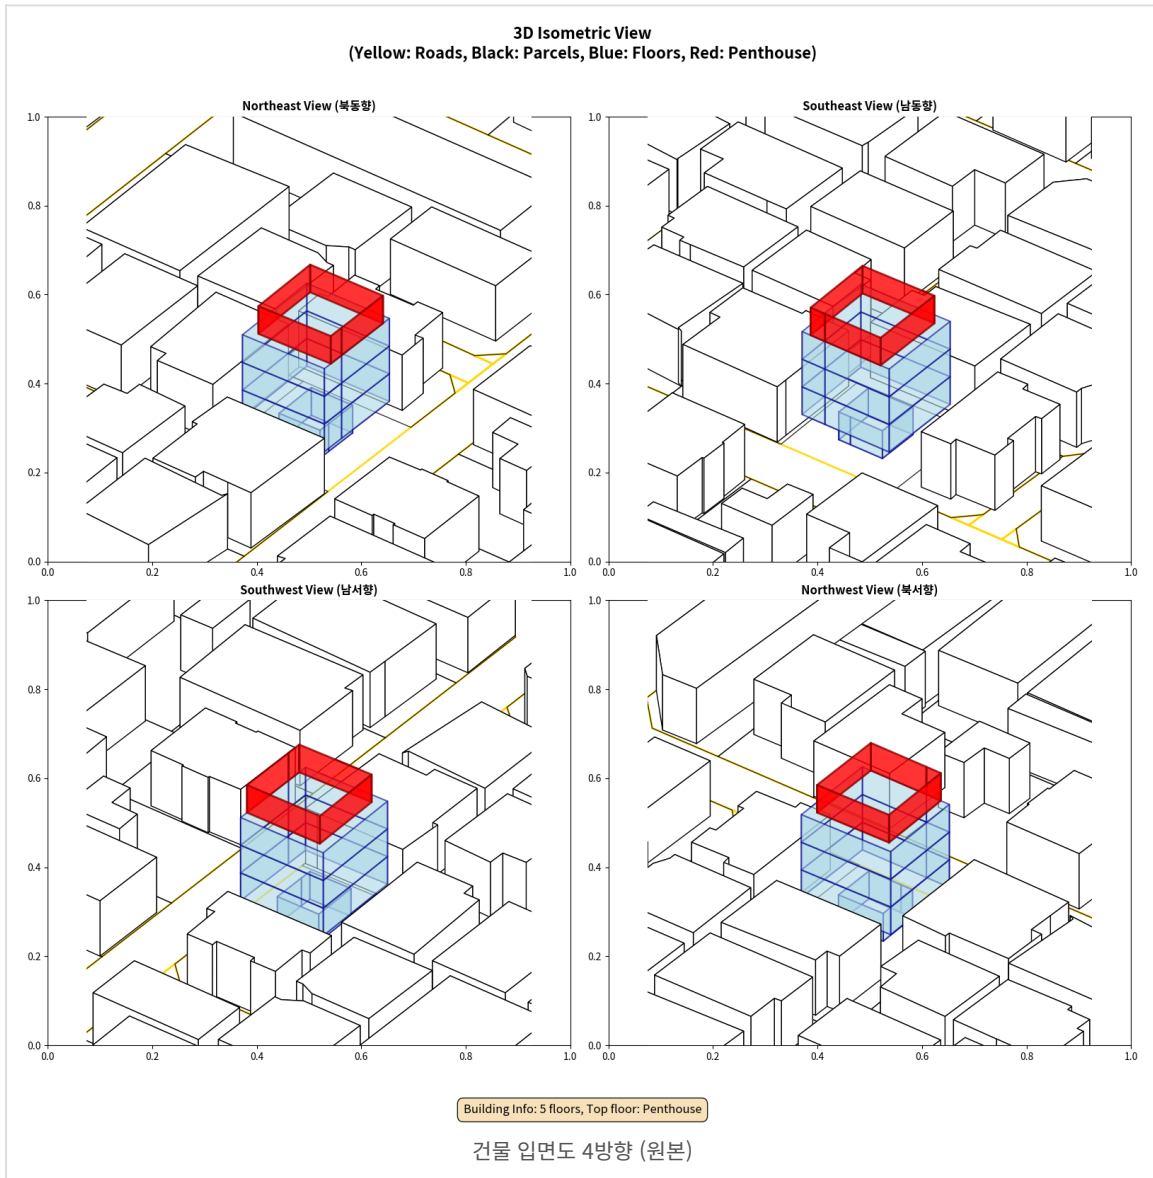 3D Isometric View
(Yellow: Roads, Black: Parcels, Blue: Floors, Red: Penthouse)
Northeast View (북동향)
1.0
0.8
0.6
0.4
0.2
0.0
0.0 0.2 0.4 0.6 0.8 1.0
Southeast View (남동향)
1.0
0.8
0.6
0.4
0.2
0.0
0.0 0.2 0.4 0.6 0.8 1.0
Southwest View (남서향)
1.0
0.8
0.6
0.4
0.2
0.0
0.0 0.2 0.4 0.6 0.8 1.0
Northwest View (북서향)
1.0
0.8
0.6
0.4
0.2
0.0
0.0 0.2 0.4 0.6 0.8 1.0
Building Info: 5 floors, Top floor: Penthouse
건물 입면도 4방향 (원본)